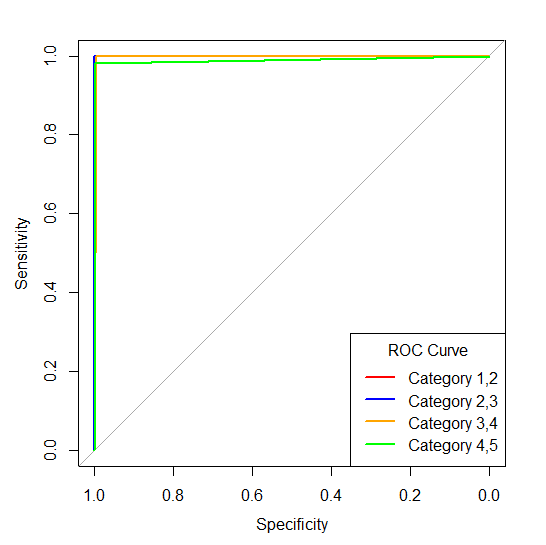 1.0
0.8
0.6
0.4
0.2
0.0
Sensitivity
ROC Curve
Category 1,2
Category 2,3
Category 3,4
Category 4,5
1.0 0.8 0.6 0.4 0.2 0.0
Specificity